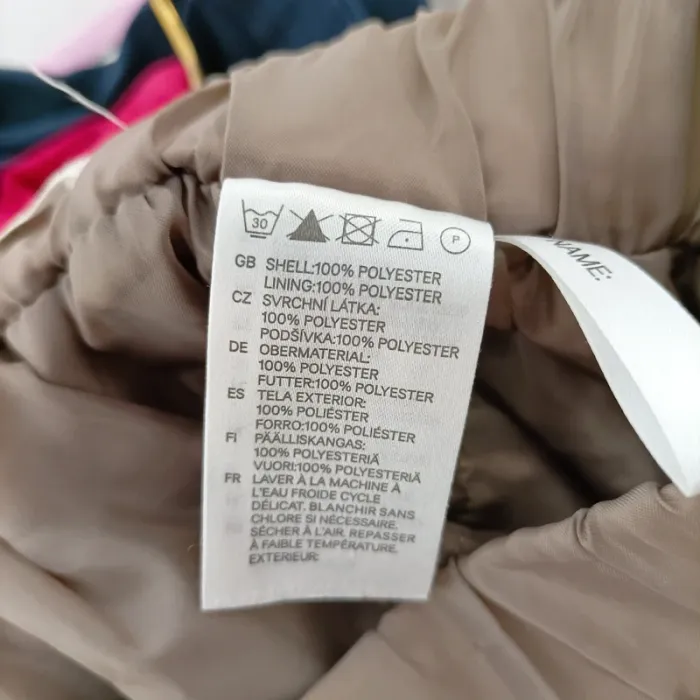 30 P
GB SHELL:100% POLYESTER
LINING:100% POLYESTER
CZ SVRCHNÍ LÁTKA:
100% POLYESTER
PODŠÍVKA:100% POLYESTER
DE OBERMATERIAL:
100% POLYESTER
FUTTER:100% POLYESTER
ES TELA EXTERIOR:
100% POLIÉSTER
FORRO:100% POLIÉSTER
FI PÄÄLLISKANGAS:
100% POLYESTERIÄ
VUORI:100% POLYESTERIÄ
FR LAVER À LA MACHINE À
L'EAU FROIDE CYCLE
DÉLICAT. BLANCHIR SANS
CHLORE SI NÉCESSAIRE.
SÉCHER À L'AIR. REPASSER
À FAIBLE TEMPÉRATURE.
EXTERIEUR:
NAME: